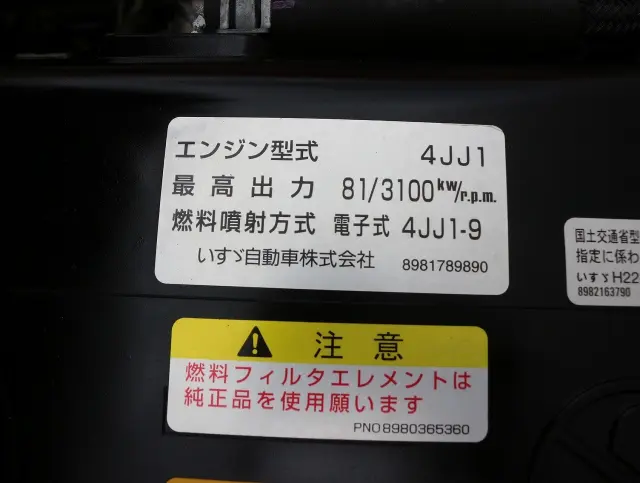 エンジン型式 4JJ1
最高出力 81/3100kW/r.p.m.
燃料噴射方式 電子式 4JJ1-9
いすゞ自動車株式会社 8981789890
国土交通省型
指定に係わ
いすゞH22
8982163790
注意
燃料フィルタエレメントは
純正品を使用願います
PNO8980365360